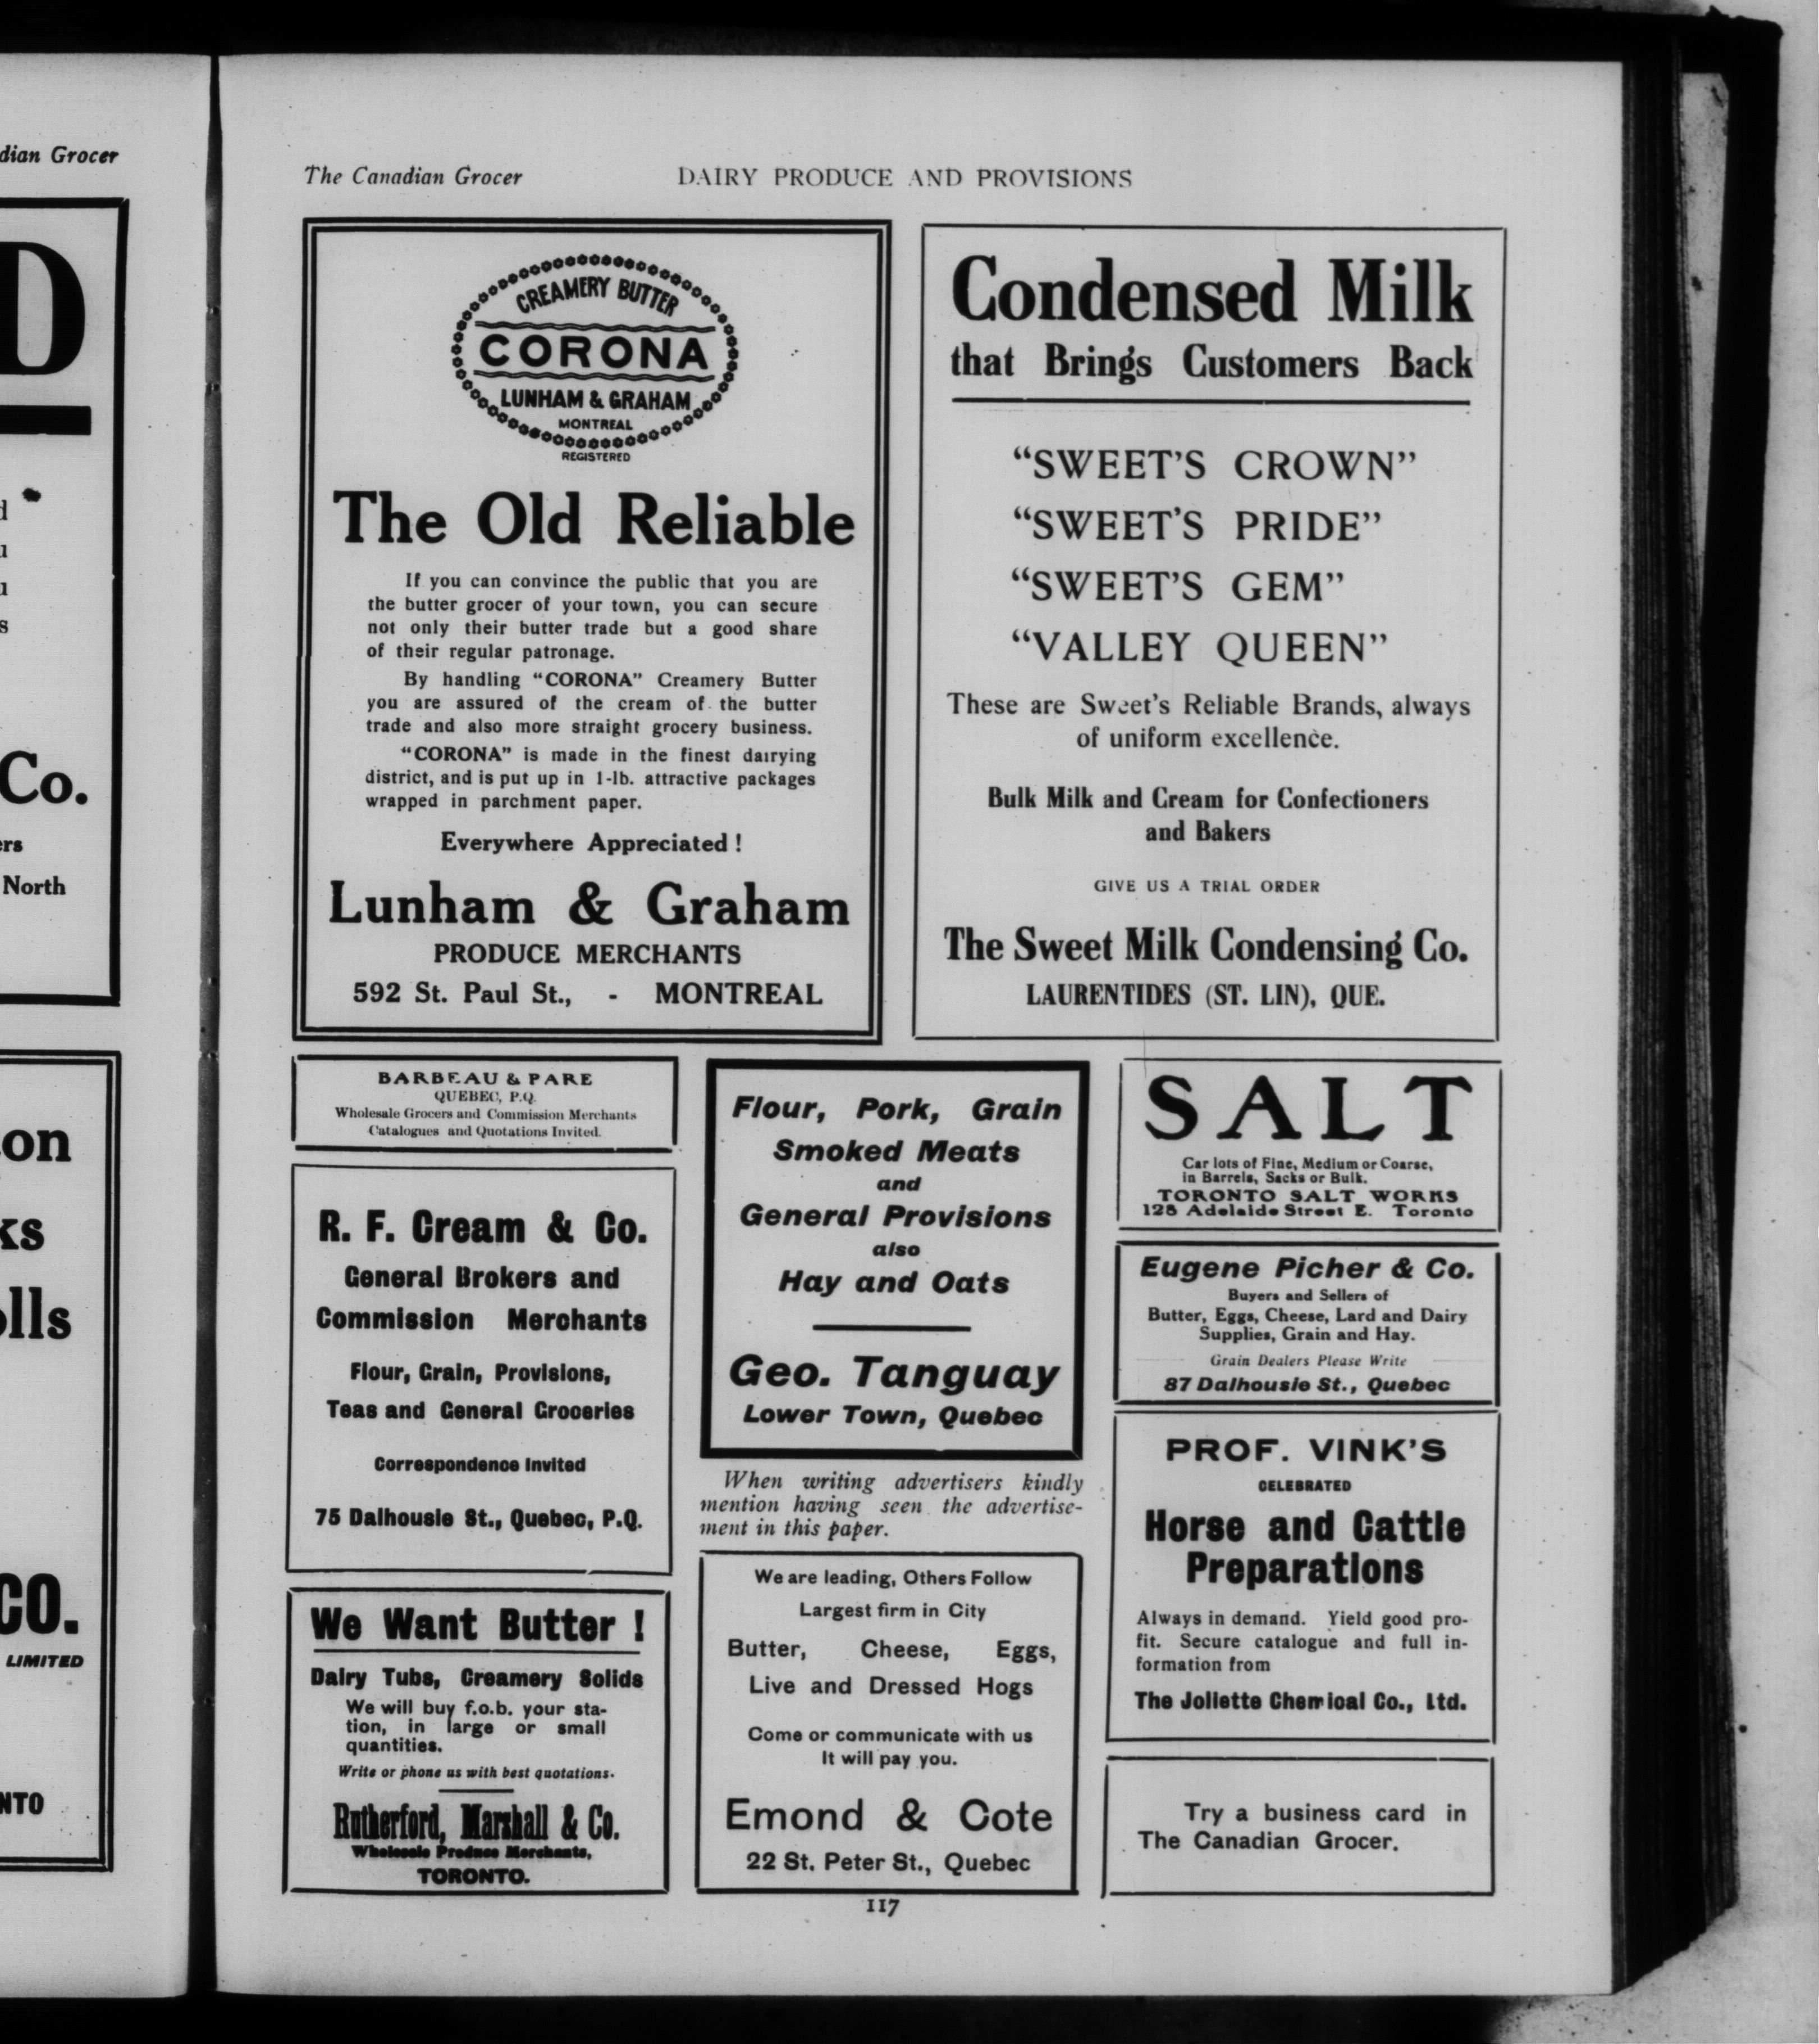 dian Grocer
D
Co.
ers
North
on
ks
olls
CO.
LIMITED
NTO
The Canadian Grocer
DAIRY PRODUCE AND PROVISIONS
CREAMERY BUTTER
CORONA
LUNHAM & GRAHAM
MONTREAL
REGISTERED
The Old Reliable
If you can convince the public that you are
the butter grocer of your town, you can secure
not only their butter trade but a good share
of their regular patronage.
By handling "CORONA" Creamery Butter
you are assured of the cream of the butter
trade and also more straight grocery business.
"CORONA" is made in the finest dairying
district, and is put up in 1-lb. attractive packages
wrapped in parchment paper.
Everywhere Appreciated !
Lunham & Graham
PRODUCE MERCHANTS
592 St. Paul St., - MONTREAL
Condensed Milk
that Brings Customers Back
"SWEET'S CROWN"
"SWEET'S PRIDE"
"SWEET'S GEM"
"VALLEY QUEEN"
These are Sweet's Reliable Brands, always
of uniform excellence.
Bulk Milk and Cream for Confectioners
and Bakers
GIVE US A TRIAL ORDER
The Sweet Milk Condensing Co.
LAURENTIDES (ST. LIN), QUE.
BARBEAU & PARE
QUEBEC, P.Q.
Wholesale Grocers and Commission Merchants
Catalogues and Quotations Invited.
R. F. Cream & Co.
General Brokers and
Commission Merchants
Flour, Grain, Provisions,
Teas and General Groceries
Correspondence Invited
75 Dalhousie St., Quebec, P.Q.
We Want Butter !
Dairy Tubs, Creamery Solids
We will buy f.o.b. your sta-
tion, in large or small
quantities.
Write or phone us with best quotations.
Rutherford, Marshall & Co.
Wholesale Produce Merchants,
TORONTO.
Flour, Pork, Grain
Smoked Meats
and
General Provisions
also
Hay and Oats
Geo. Tanguay
Lower Town, Quebec
When writing advertisers kindly
mention having seen the advertise-
ment in this paper.
We are leading, Others Follow
Largest firm in City
Butter, Cheese, Eggs,
Live and Dressed Hogs
Come or communicate with us
It will pay you.
Emond & Cote
22 St. Peter St., Quebec
SALT
Car lots of Fine, Medium or Coarse,
in Barrels, Sacks or Bulk.
TORONTO SALT WORKS
128 Adelaide Street E. Toronto
Eugene Picher & Co.
Buyers and Sellers of
Butter, Eggs, Cheese, Lard and Dairy
Supplies, Grain and Hay.
Grain Dealers Please Write
87 Dalhousie St., Quebec
PROF. VINK'S
CELEBRATED
Horse and Cattle
Preparations
Always in demand. Yield good pro-
fit. Secure catalogue and full in-
formation from
The Joliette Chemical Co., Ltd.
Try a business card in
The Canadian Grocer.
117